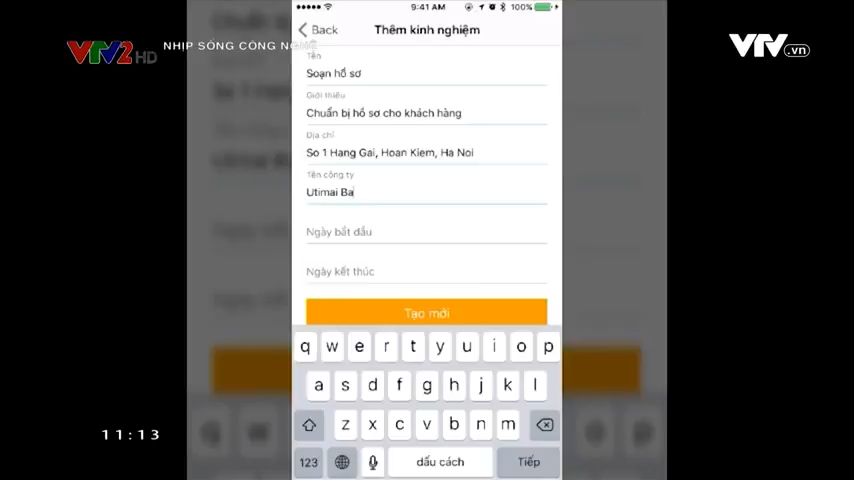 9:41 AM
100%
Back
Thêm kinh nghiệm
VTV2 HD
NHỊP SỐNG CÔNG NGHỆ
VTV.vn
Tên
Soạn hồ sơ
Giới thiệu
Chuẩn bị hồ sơ cho khách hàng
Địa chỉ
So 1 Hang Gai, Hoan Kiem, Ha Noi
Tên công ty
Utimai Ba
Ngày bắt đầu
Ngày kết thúc
Tạo mới
q w e r t y u i o p
a s d f g h j k l
z x c v b n m
123
dấu cách
Tiếp
11:13